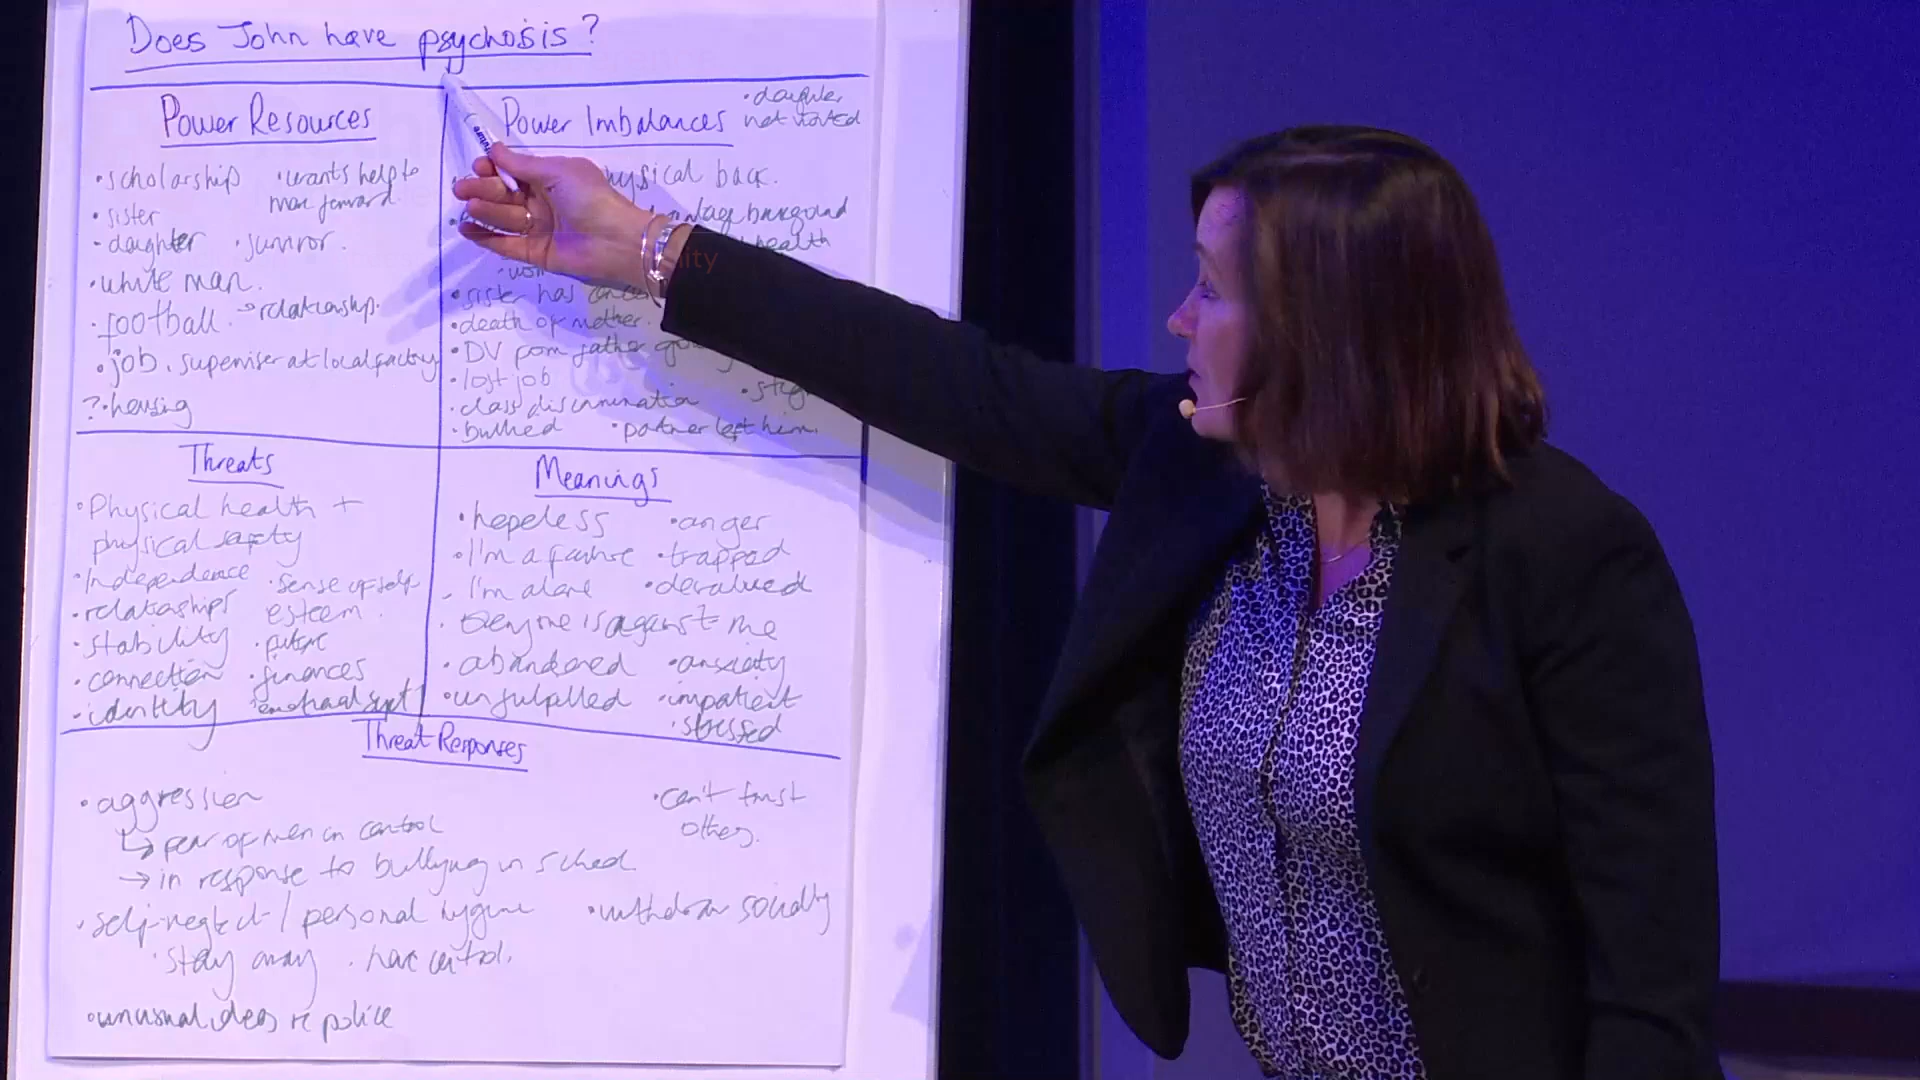 Does John have psychosis?
Power Resources
• scholarship
• wants help to
move forward
• sister
- daughter
• junior.
• white man.
• football.
→ relationship.
• job. superviser at local factory
?• housing
Power Imbalances
• daughter
not wanted
physical back.
background
health
• sister has
• death of mother.
• DV from father
• lost job
• class discrimination
• bullied
• partner left him.
Threats
• Physical health +
physical safety
• Independence
• sense of self
esteem.
• relationships
• stability
• future
• connection
• finances
• identity
Meanings
• hopeless
• anger
• I'm a failure
• trapped
- I'm alone
• devalued
• Everyone is against me
• abandoned
• anxiety
• unfulfilled
• impatient
• stressed
Threat Responses
• aggression
↳ fear of men in control
→ in response to bullying in school
• can't trust
others.
• self-neglect / personal hygiene
• withdraw socially
• stay away
• have control.
• unusual ideas re police